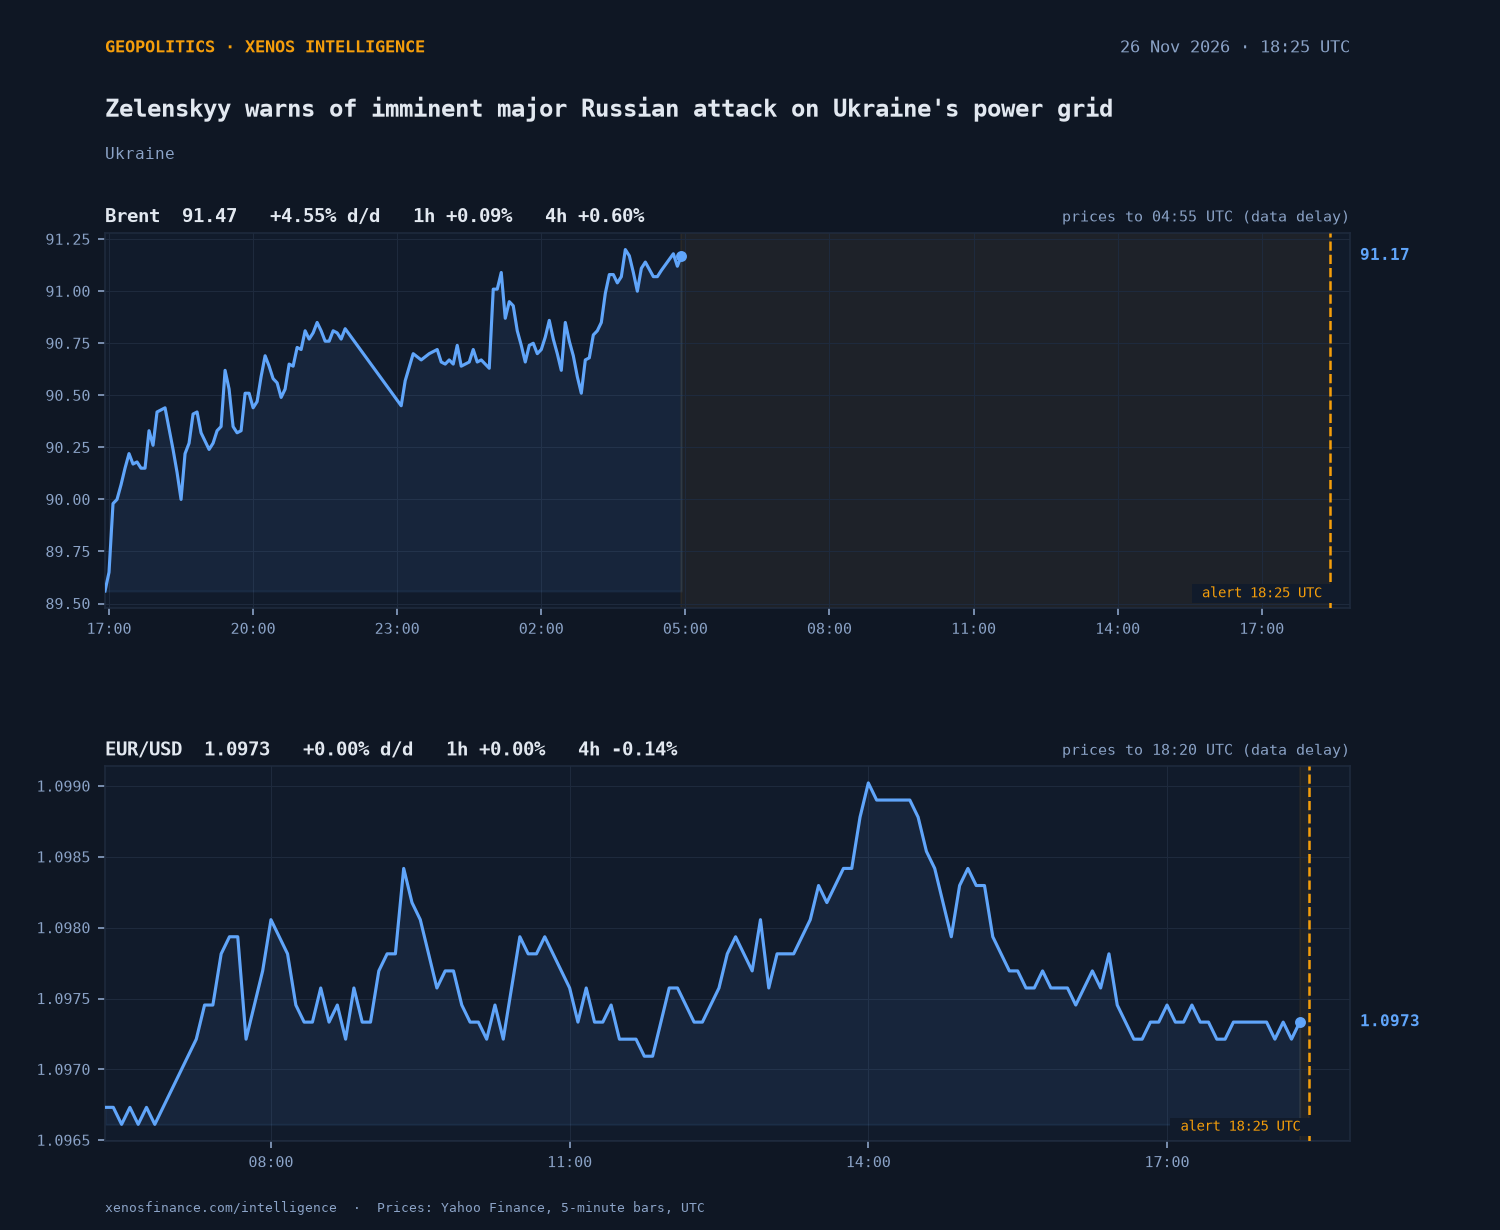 GEOPOLITICS · XENOS INTELLIGENCE
26 Nov 2026 · 18:25 UTC
Zelenskyy warns of imminent major Russian attack on Ukraine's power grid
Ukraine
Brent 91.47 +4.55% d/d 1h +0.09% 4h +0.60%
prices to 04:55 UTC (data delay)
91.25
91.17
91.00
90.75
90.50
90.25
90.00
89.75
89.50
alert 18:25 UTC
17:00 20:00 23:00 02:00 05:00 08:00 11:00 14:00 17:00
EUR/USD 1.0973 +0.00% d/d 1h +0.00% 4h -0.14%
prices to 18:20 UTC (data delay)
1.0990
1.0985
1.0980
1.0975
1.0973
1.0970
1.0965
alert 18:25 UTC
08:00 11:00 14:00 17:00
xenosfinance.com/intelligence · Prices: Yahoo Finance, 5-minute bars, UTC